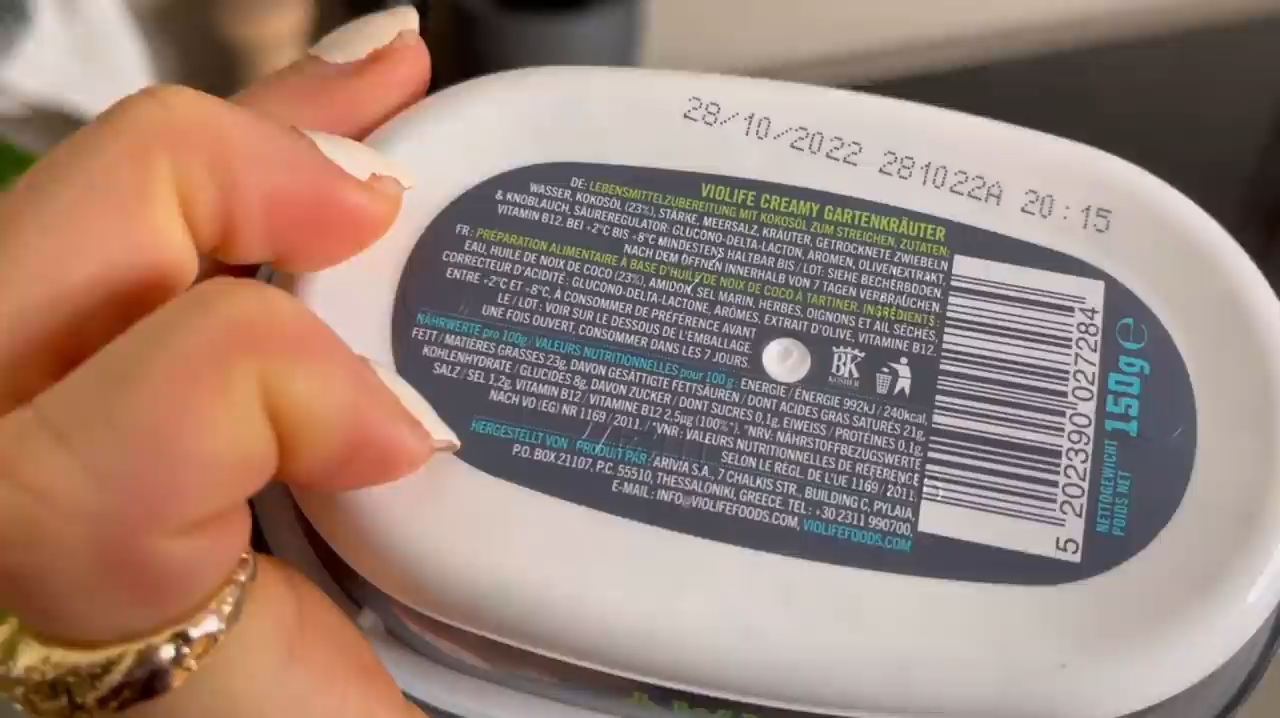 28/10/2022 281022A 20:15
VIOLIFE CREAMY GARTENKRÄUTER
DE: LEBENSMITTELZUBEREITUNG MIT KOKOSÖL ZUM STREICHEN, ZUTATEN:
WASSER, KOKOSÖL (23%), STÄRKE, MEERSALZ, KRÄUTER, GETROCKNETE ZWIEBELN
& KNOBLAUCH, SÄUREREGULATOR: GLUCONO-DELTA-LACTON, AROMEN, OLIVENEXTRAKT
VITAMIN B12. BEI +2°C BIS +8°C MINDESTENS HALTBAR BIS / LOT: SIEHE BECHERBODEN.
NACH DEM ÖFFNEN INNERHALB VON 7 TAGEN VERBRAUCHEN.
FR: PRÉPARATION ALIMENTAIRE À BASE D'HUILE DE NOIX DE COCO À TARTINER. INGRÉDIENTS:
EAU, HUILE DE NOIX DE COCO (23%), AMIDON, SEL MARIN, HERBES, OIGNONS ET AIL SÉCHÉS,
CORRECTEUR D'ACIDITÉ: GLUCONO-DELTA-LACTONE, ARÔMES, EXTRAIT D'OLIVE, VITAMINE B12.
ENTRE +2°C ET +8°C, À CONSOMMER DE PRÉFÉRENCE AVANT
LE / LOT: VOIR SUR LE DESSOUS DE L'EMBALLAGE.
UNE FOIS OUVERT, CONSOMMER DANS LES 7 JOURS.
BK
KOSHER
NÄHRWERTE pro 100g / VALEURS NUTRITIONNELLES pour 100 g: ENERGIE / ÉNERGIE 992kJ / 240kcal,
FETT / MATIÈRES GRASSES 23g, DAVON GESÄTTIGTE FETTSÄUREN / DONT ACIDES GRAS SATURÉS 21g,
KOHLENHYDRATE / GLUCIDES 8g, DAVON ZUCKER / DONT SUCRES 0,1g, EIWEISS / PROTÉINES 0,1g,
SALZ / SEL 1,2g, VITAMIN B12 / VITAMINE B12 2,5µg (100%*). *NRV: NÄHRSTOFFBEZUGSWERTE
NACH VO (EG) NR 1169 / 2011. / *VNR: VALEURS NUTRITIONNELLES DE RÉFÉRENCE
SELON LE RÈGL. DE L'UE 1169 / 2011.
HERGESTELLT VON / PRODUIT PAR: ARIVIA S.A., 7 CHALKIS STR., BUILDING C, PYLAIA,
P.O. BOX 21107, P.C. 55510, THESSALONIKI, GREECE. TEL: +30 2311 990700,
E-MAIL: INFO@VIOLIFEFOODS.COM, VIOLIFEFOODS.COM
5 202390 027284
NETTOGEWICHT
POIDS NET
150g e